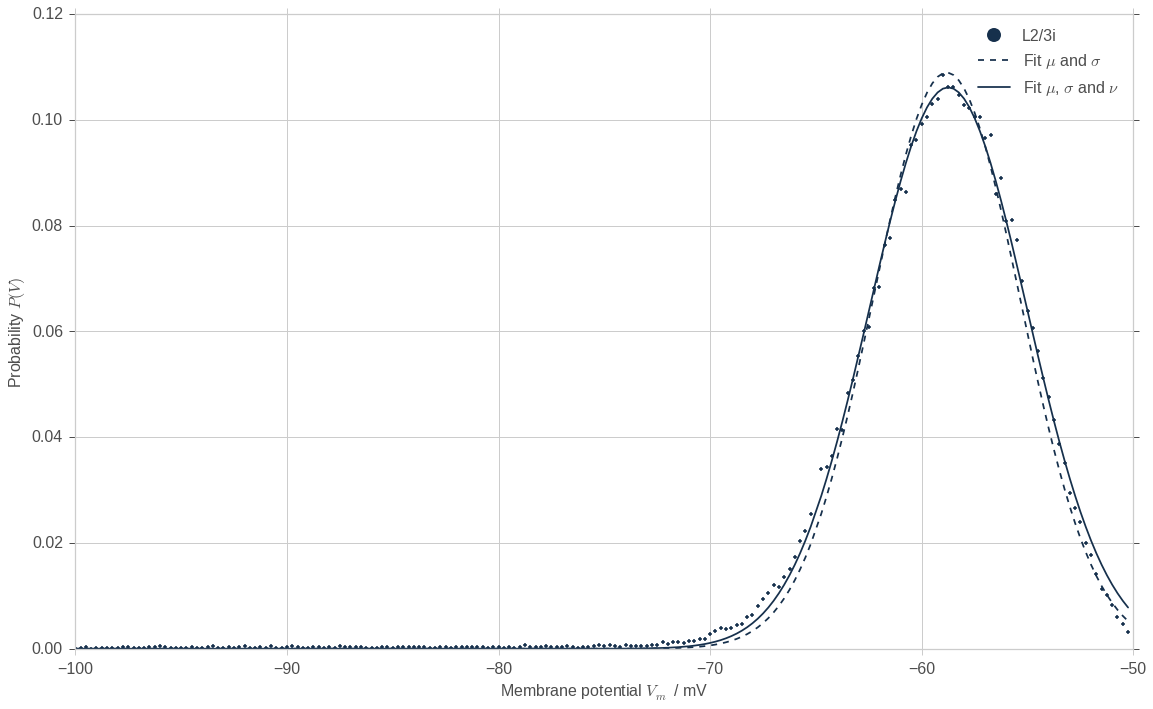 0.12
L2/3i
Fit μ and σ
Fit μ, σ and ν
0.10
0.08
0.06
Probability P(V)
0.04
0.02
0.00
−100 −90 −80 −70 −60 −50
Membrane potential Vₘ / mV